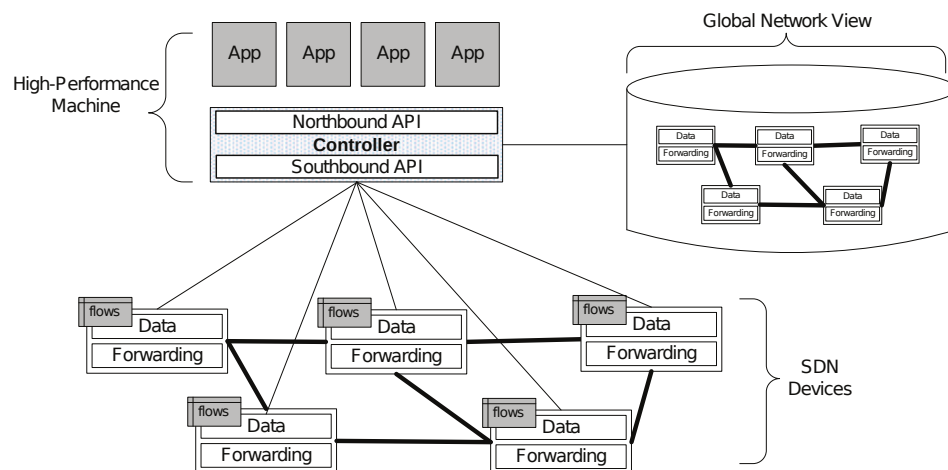 Global Network View
App App App App
High-Performance
Machine
Northbound API
Controller
Southbound API
Data
Forwarding
Data
Forwarding
Data
Forwarding
Data
Forwarding
Data
Forwarding
flows
Data
Forwarding
flows
Data
Forwarding
flows
Data
Forwarding
SDN
Devices
flows
Data
Forwarding
flows
Data
Forwarding